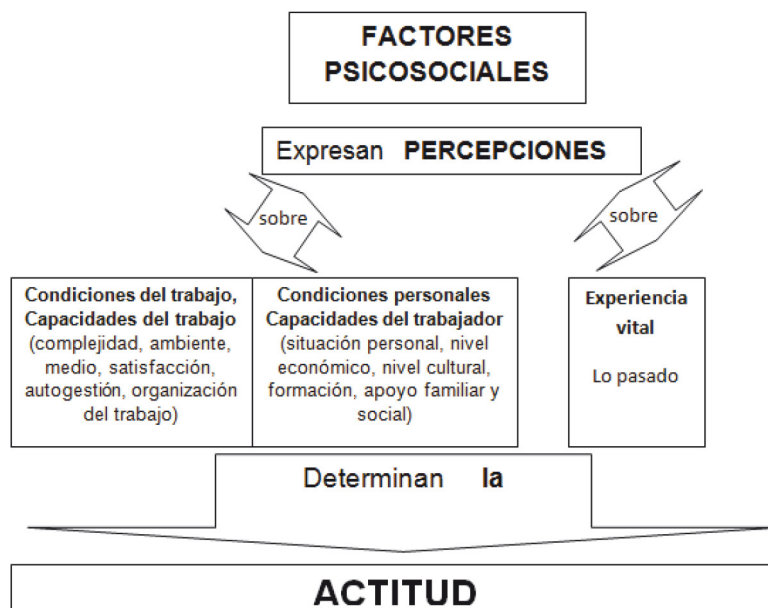 FACTORES
PSICOSOCIALES
Expresan PERCEPCIONES
sobre
sobre
Condiciones del trabajo,
Capacidades del trabajo
(complejidad, ambiente,
medio, satisfacción,
autogestión, organización
del trabajo)
Condiciones personales
Capacidades del trabajador
(situación personal, nivel
económico, nivel cultural,
formación, apoyo familiar y
social)
Experiencia
vital
Lo pasado
Determinan la
ACTITUD